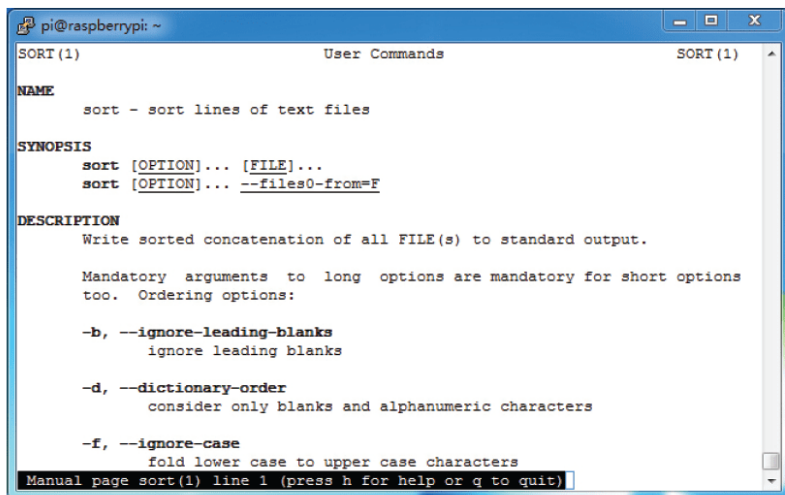 pi@raspberrypi: ~
SORT(1) User Commands SORT(1)
NAME
sort - sort lines of text files
SYNOPSIS
sort [OPTION]... [FILE]...
sort [OPTION]... --files0-from=F
DESCRIPTION
Write sorted concatenation of all FILE(s) to standard output.
Mandatory arguments to long options are mandatory for short options
too. Ordering options:
-b, --ignore-leading-blanks
ignore leading blanks
-d, --dictionary-order
consider only blanks and alphanumeric characters
-f, --ignore-case
fold lower case to upper case characters
Manual page sort(1) line 1 (press h for help or q to quit)